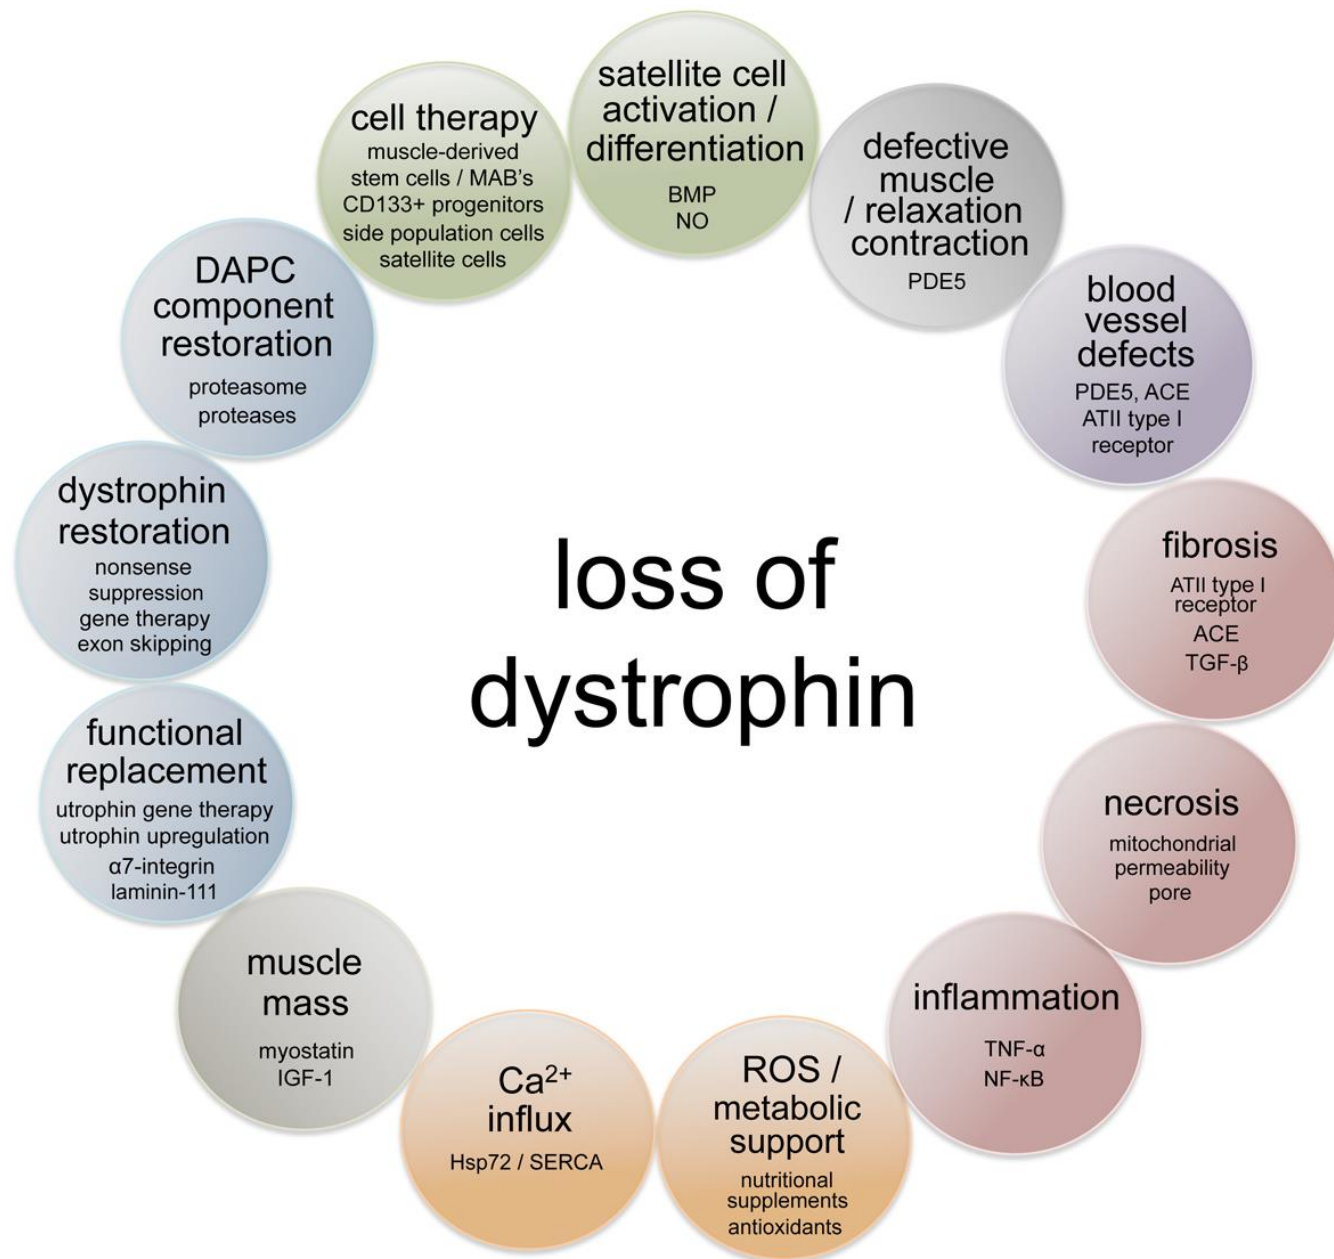 satellite cell
activation /
differentiation
BMP
NO
defective
muscle
/ relaxation
contraction
PDE5
blood
vessel
defects
PDE5, ACE
ATII type I
receptor
fibrosis
ATII type I
receptor
ACE
TGF-β
necrosis
mitochondrial
permeability
pore
inflammation
TNF-α
NF-κB
ROS /
metabolic
support
nutritional
supplements
antioxidants
Ca²⁺
influx
Hsp72 / SERCA
muscle
mass
myostatin
IGF-1
functional
replacement
utrophin gene therapy
utrophin upregulation
α7-integrin
laminin-111
dystrophin
restoration
nonsense
suppression
gene therapy
exon skipping
DAPC
component
restoration
proteasome
proteases
cell therapy
muscle-derived
stem cells / MAB's
CD133+ progenitors
side population cells
satellite cells
loss of
dystrophin